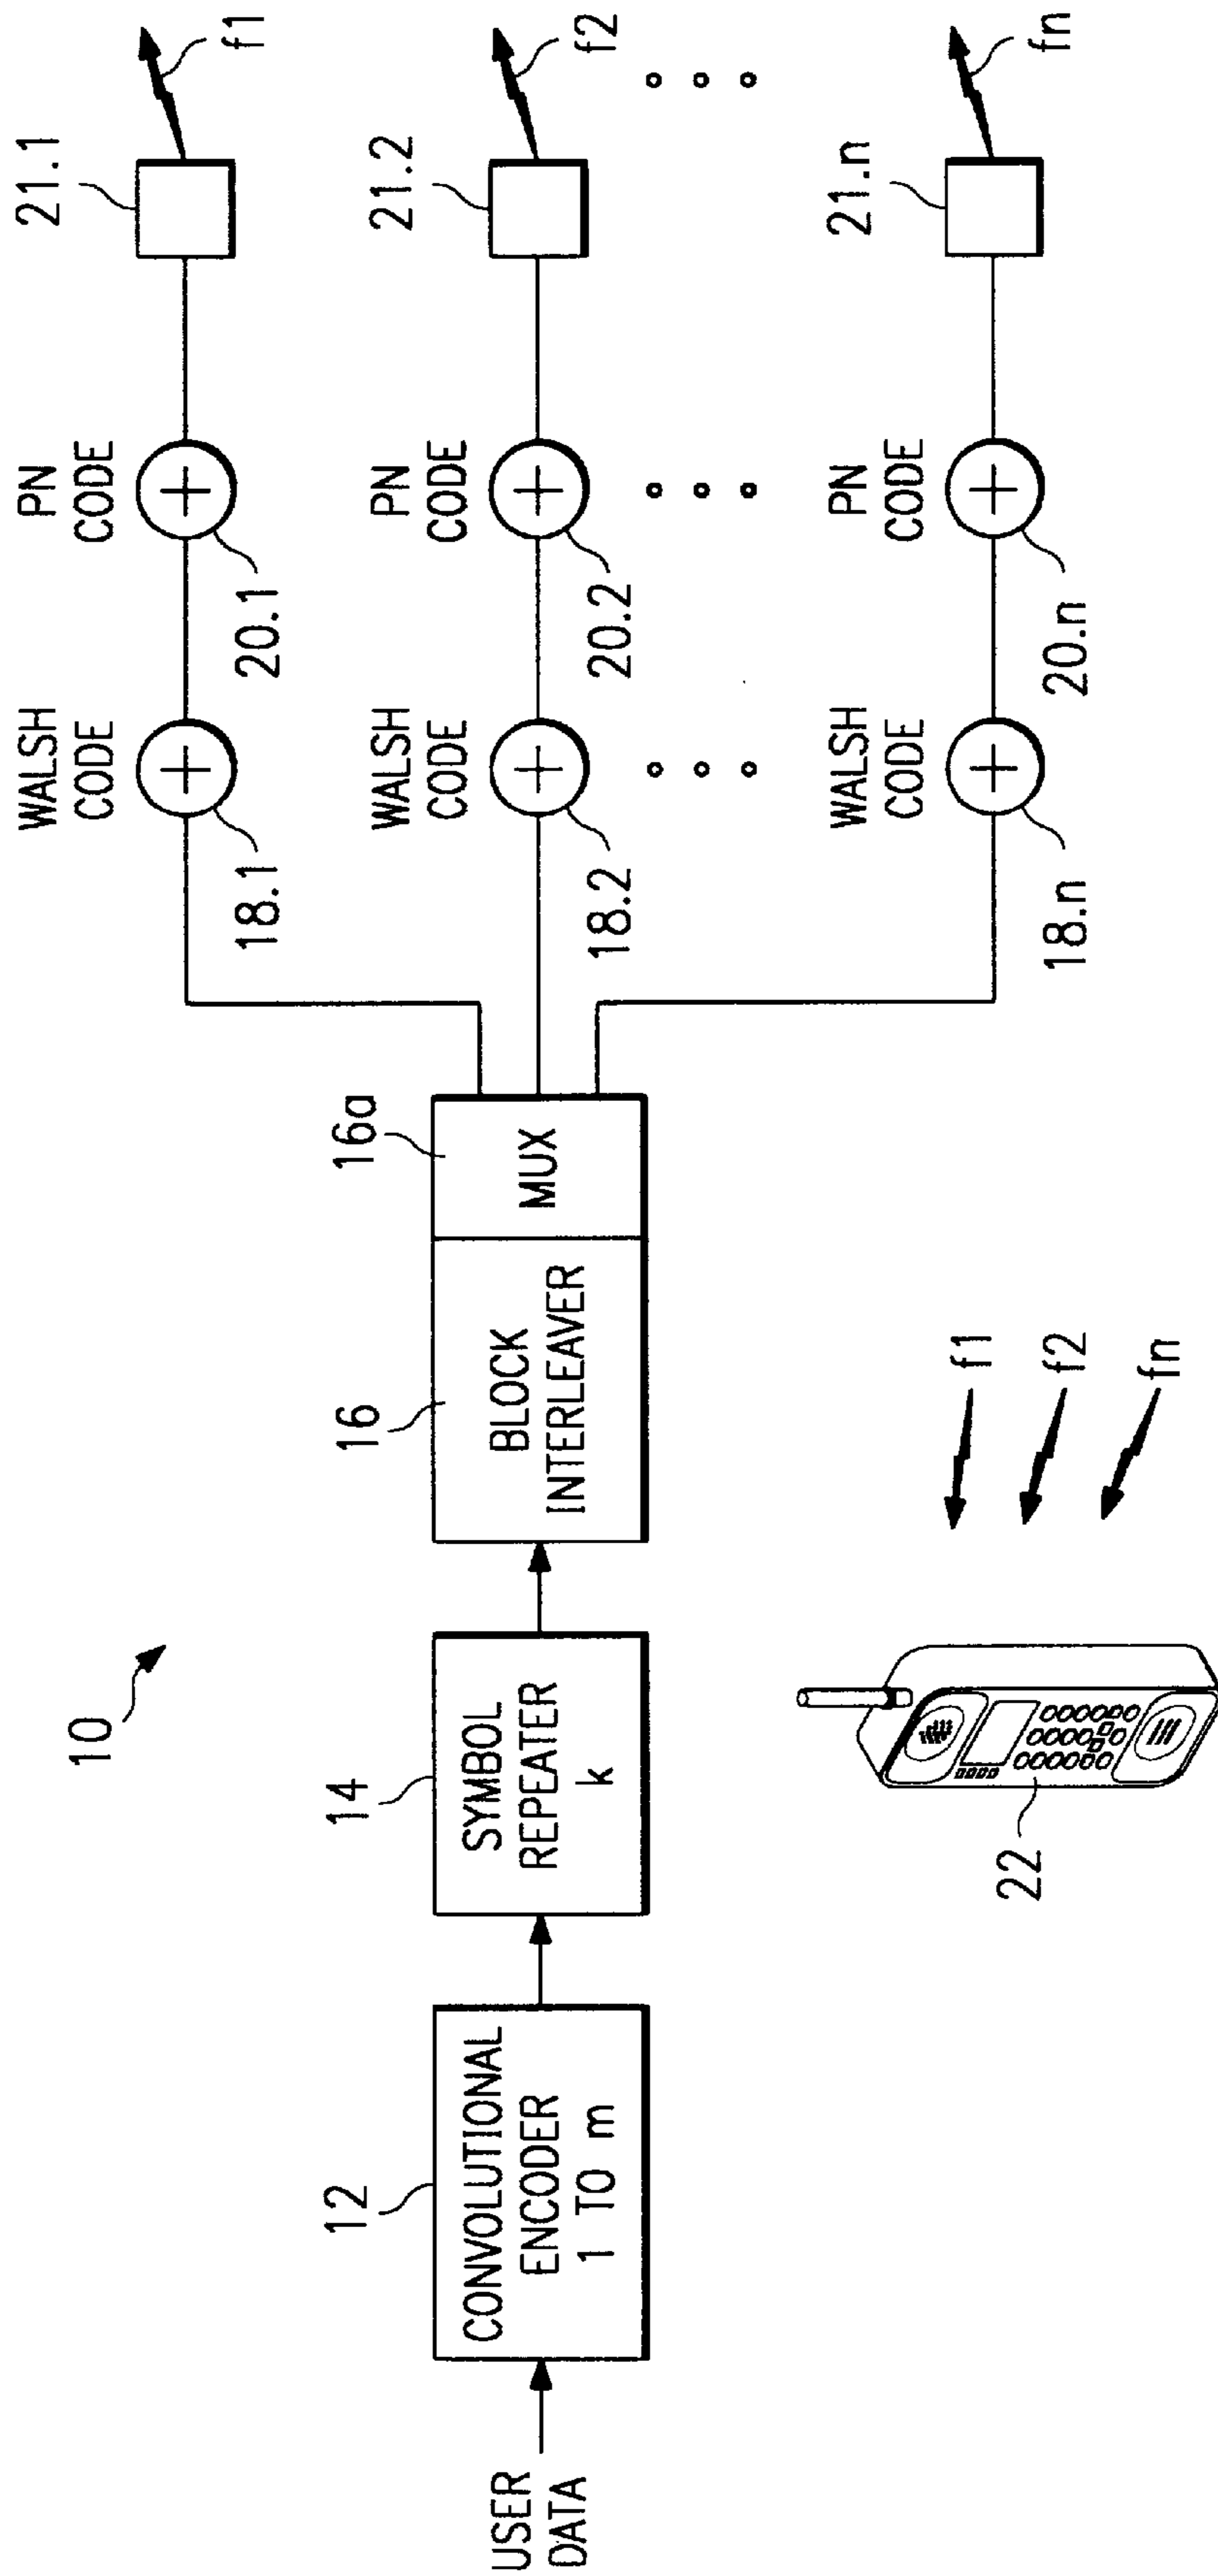 10
USER
DATA
12
CONVOLUTIONAL
ENCODER
1 TO m
14
SYMBOL
REPEATER
k
16
BLOCK
INTERLEAVER
16a
MUX
WALSH
CODE
18.1
PN
CODE
20.1
21.1
f1
WALSH
CODE
18.2
PN
CODE
20.2
21.2
f2
WALSH
CODE
18.n
PN
CODE
20.n
21.n
fn
22
f1
f2
fn